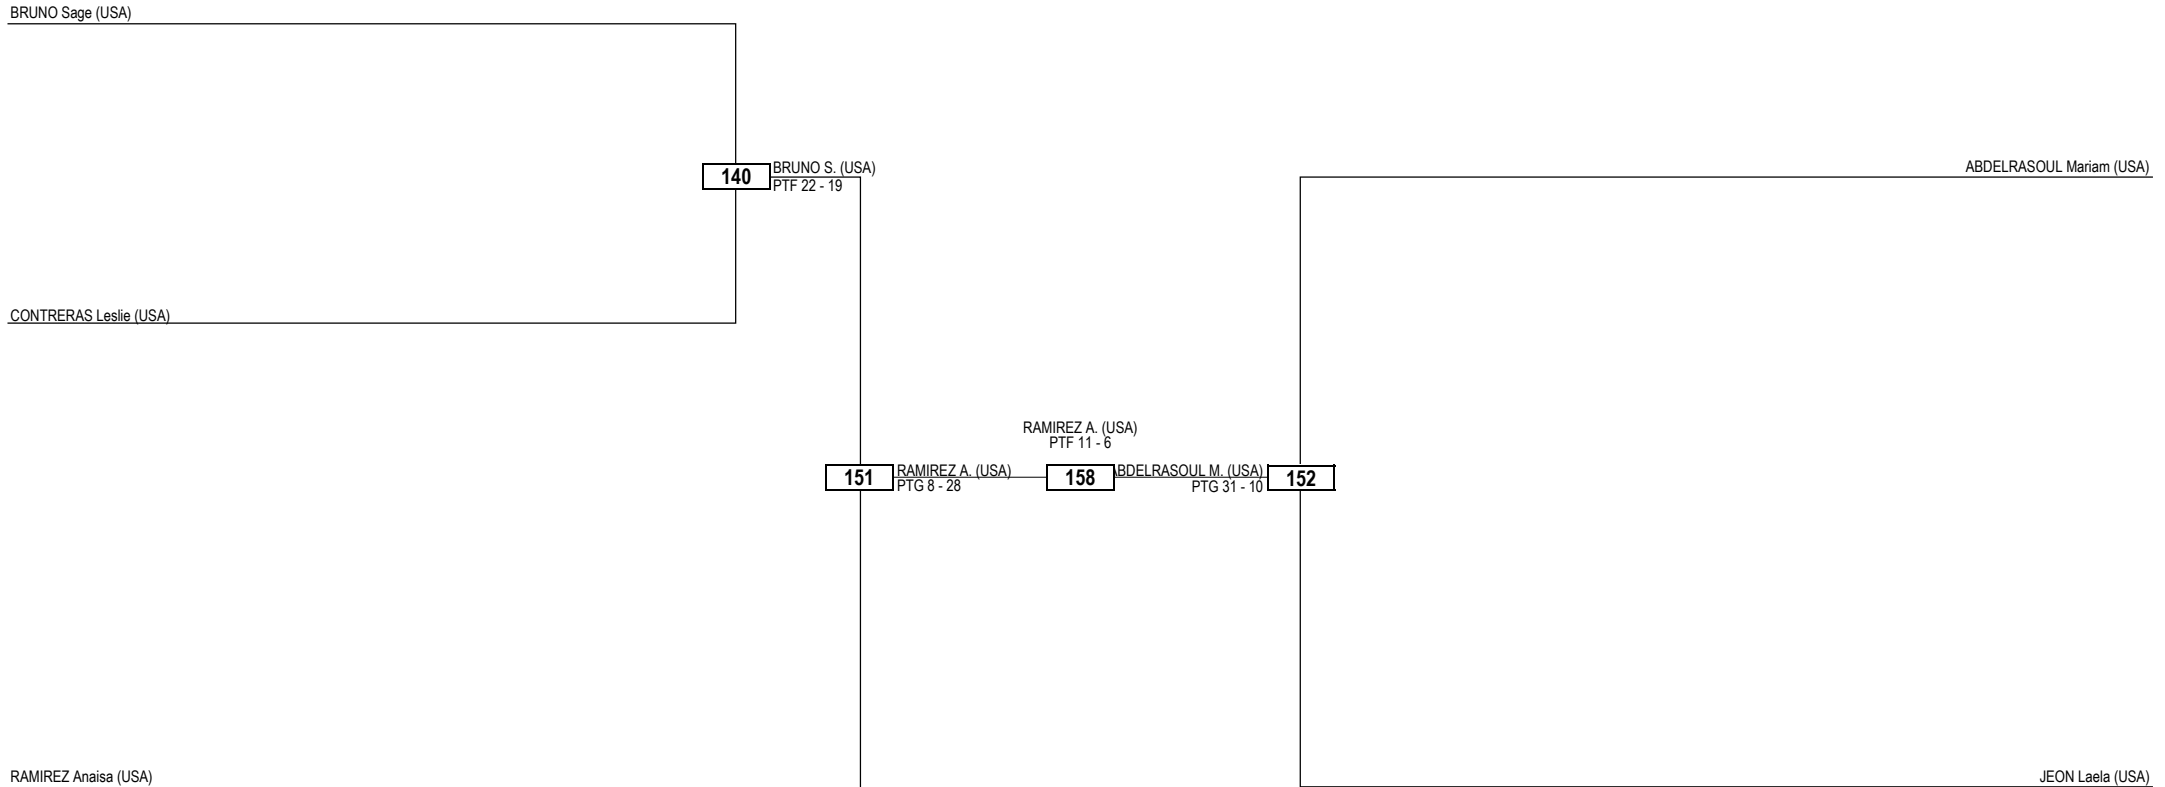 BRUNO Sage (USA)
140
BRUNO S. (USA)
PTF 22 - 19
ABDELRASOUL Mariam (USA)
CONTRERAS Leslie (USA)
RAMIREZ A. (USA)
PTF 11 - 6
151
RAMIREZ A. (USA)
PTG 8 - 28
158
ABDELRASOUL M. (USA)
PTG 31 - 10
152
RAMIREZ Anaisa (USA)
JEON Laela (USA)